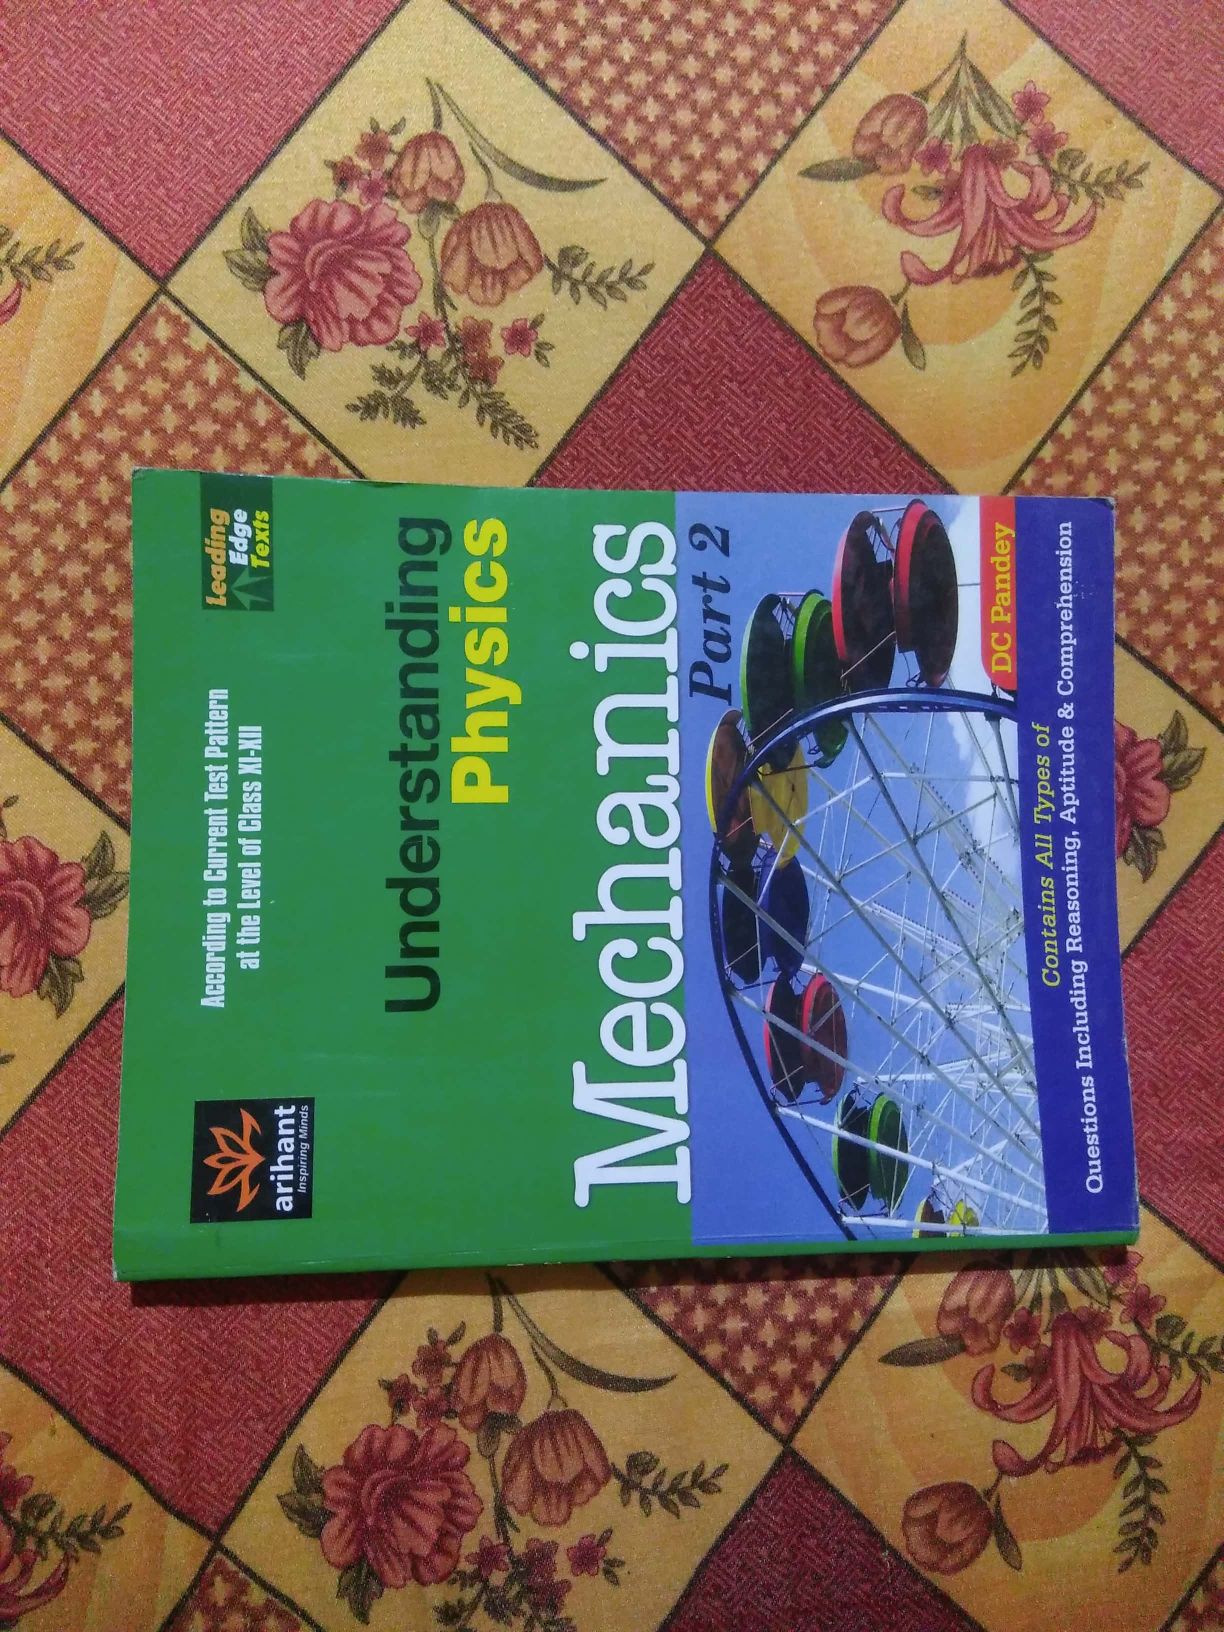 arihant
Inspiring Minds
According to Current Test Pattern
at the Level of Class XI-XII
Leading
Edge
Texts
Understanding
Physics
Mechanics
Part 2
DC Pandey
Contains All Types of
Questions Including Reasoning, Aptitude & Comprehension